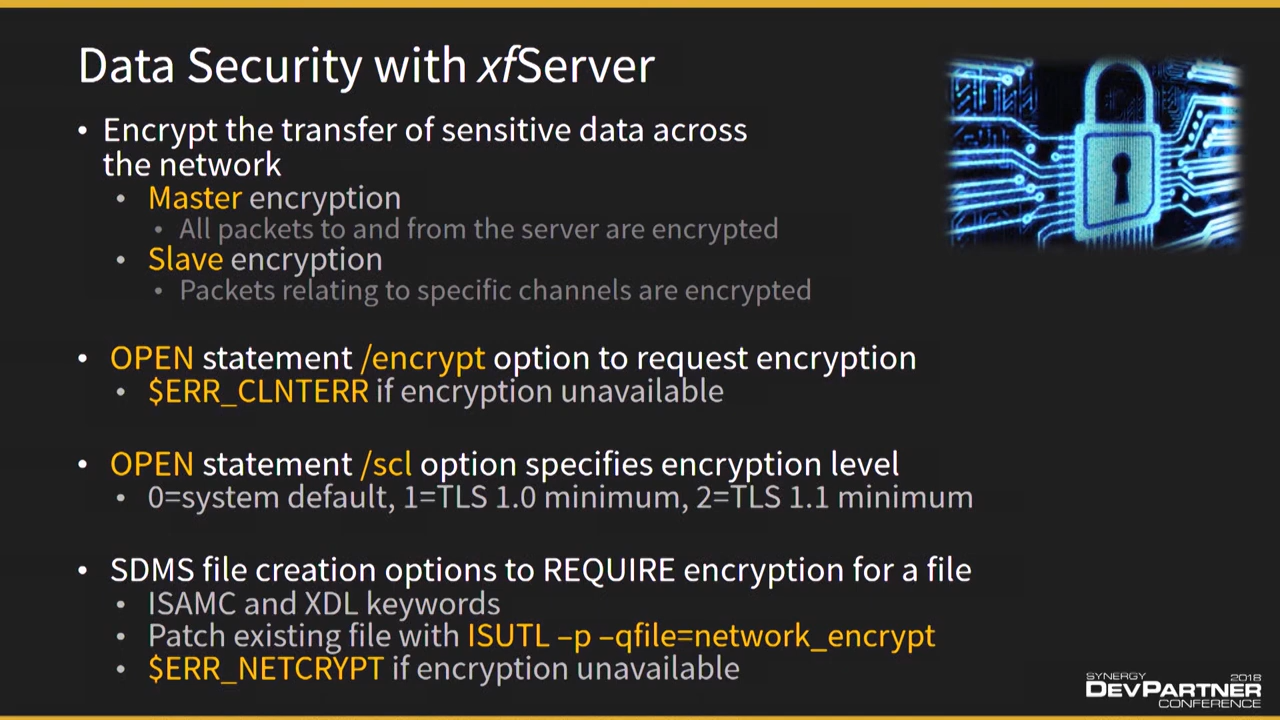 Data Security with xfServer
• Encrypt the transfer of sensitive data across
the network
• Master encryption
• All packets to and from the server are encrypted
• Slave encryption
• Packets relating to specific channels are encrypted
• OPEN statement /encrypt option to request encryption
• $ERR_CLNTERR if encryption unavailable
• OPEN statement /scl option specifies encryption level
• 0=system default, 1=TLS 1.0 minimum, 2=TLS 1.1 minimum
• SDMS file creation options to REQUIRE encryption for a file
• ISAMC and XDL keywords
• Patch existing file with ISUTL –p –qfile=network_encrypt
• $ERR_NETCRYPT if encryption unavailable
SYNERGY 2018
DEVPARTNER
CONFERENCE